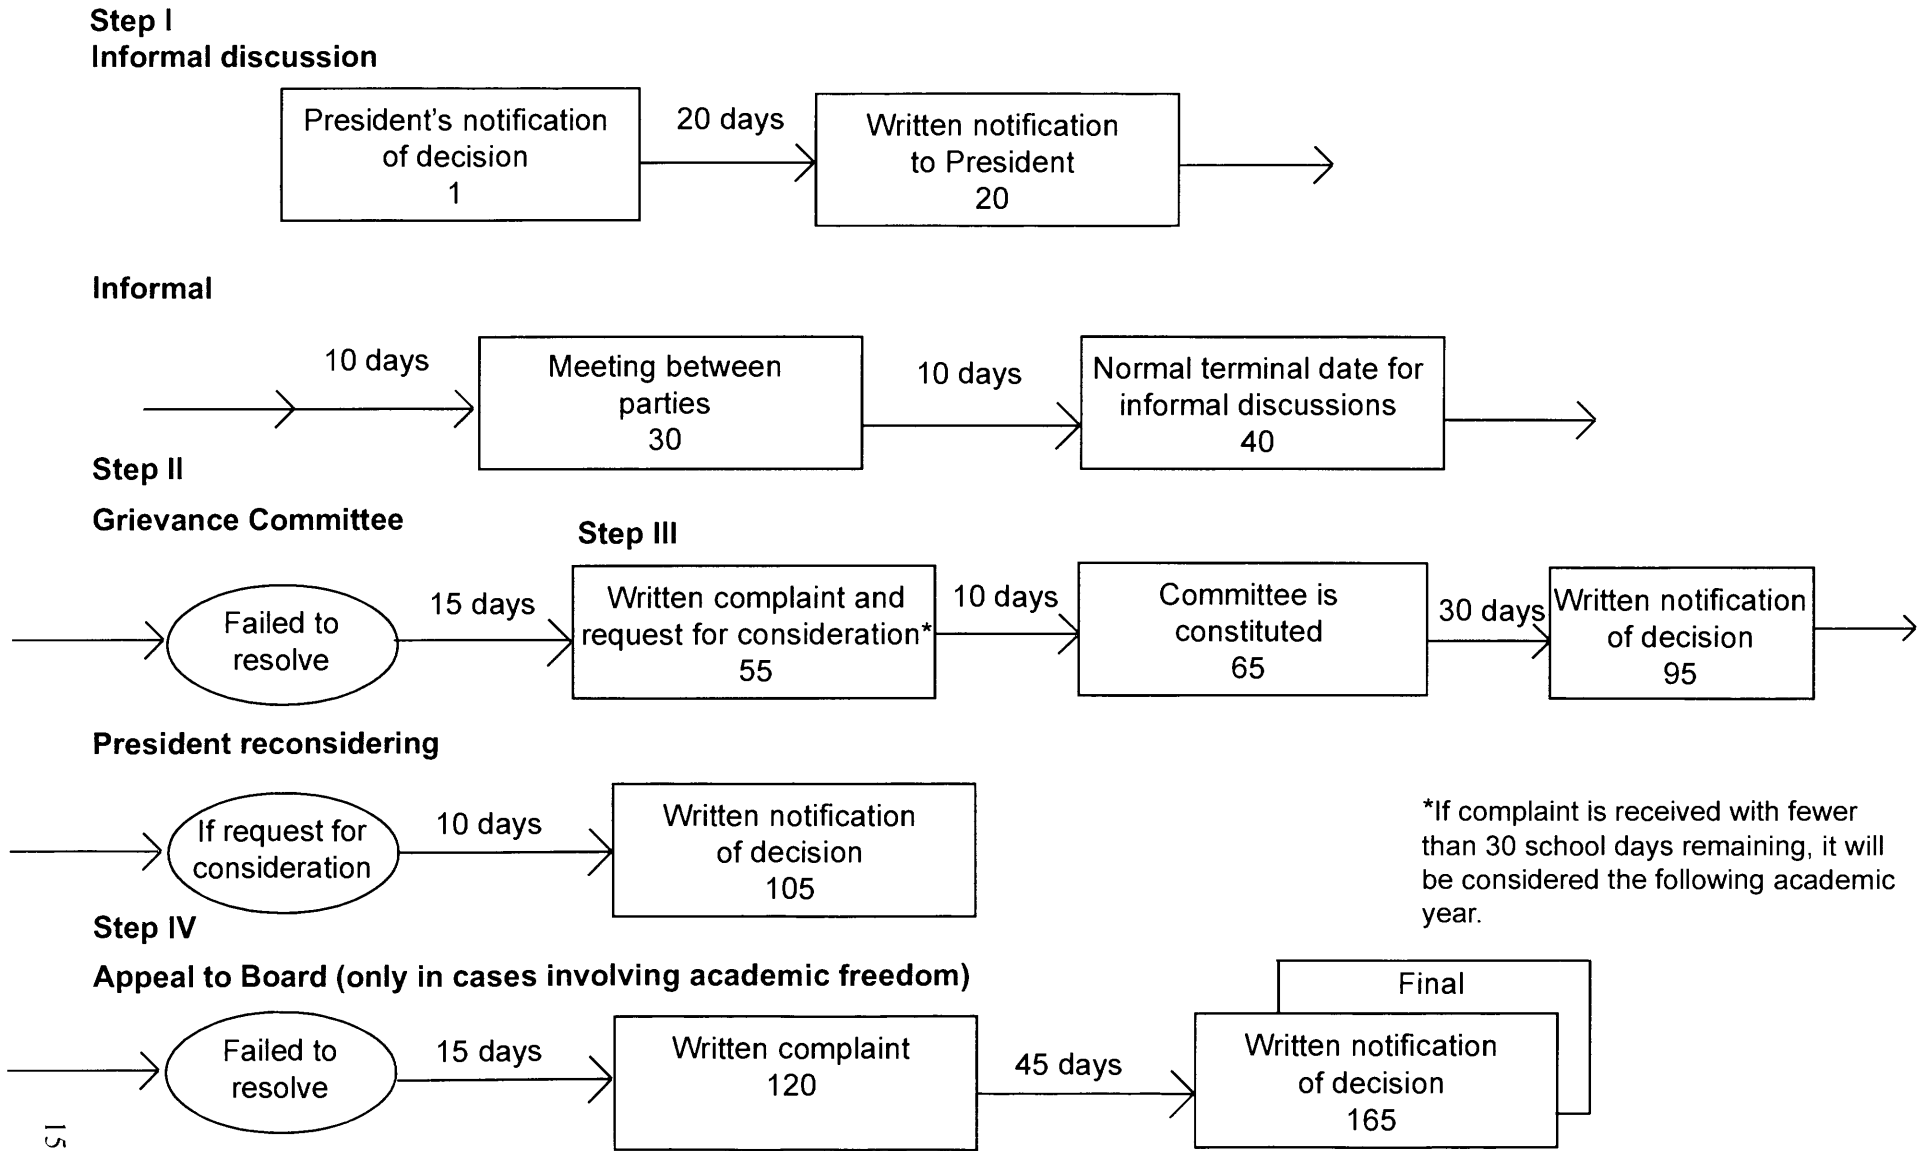 Step I
Informal discussion
President's notification
of decision
1
20 days
Written notification
to President
20
Informal
10 days
Meeting between
parties
30
10 days
Normal terminal date for
informal discussions
40
Step II
Grievance Committee
Failed to
resolve
15 days
Step III
Written complaint and
request for consideration*
55
10 days
Committee is
constituted
65
30 days
Written notification
of decision
95
President reconsidering
If request for
consideration
10 days
Written notification
of decision
105
*If complaint is received with fewer
than 30 school days remaining, it will
be considered the following academic
year.
Step IV
Appeal to Board (only in cases involving academic freedom)
Failed to
resolve
15 days
Written complaint
120
45 days
Final
Written notification
of decision
165
15